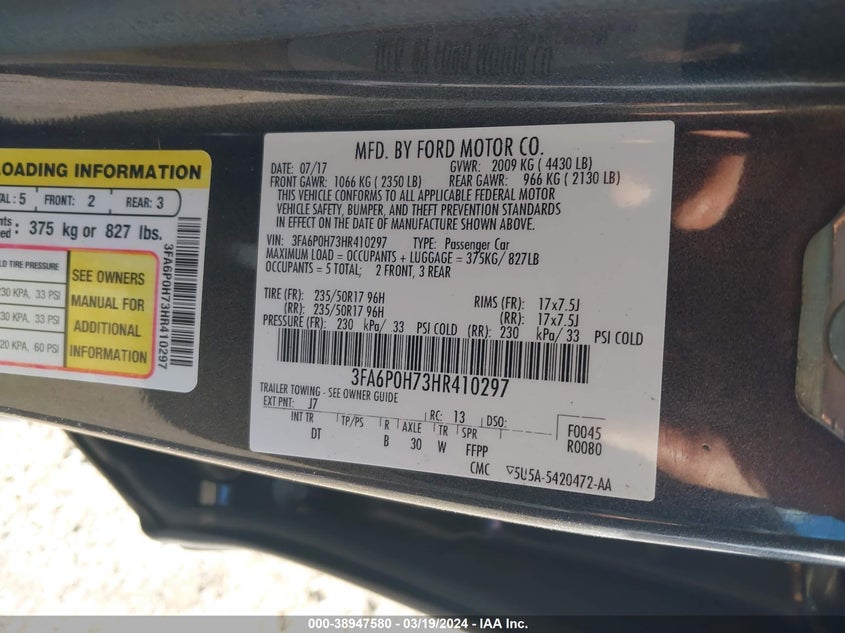 LOADING INFORMATION
TAL: 5 FRONT: 2 REAR: 3
375 kg or 827 lbs.
TIRE PRESSURE
230 KPA, 33 PSI
230 KPA, 33 PSI
420 KPA, 60 PSI
SEE OWNERS
MANUAL FOR
ADDITIONAL
INFORMATION
3FA6P0H73HR410297
MFD. BY FORD MOTOR CO.
DATE: 07/17 GVWR: 2009 KG ( 4430 LB)
FRONT GAWR: 1066 KG ( 2350 LB) REAR GAWR: 966 KG ( 2130 LB)
THIS VEHICLE CONFORMS TO ALL APPLICABLE FEDERAL MOTOR
VEHICLE SAFETY, BUMPER, AND THEFT PREVENTION STANDARDS
IN EFFECT ON THE DATE OF MANUFACTURE SHOWN ABOVE.
VIN: 3FA6P0H73HR410297 TYPE: Passenger Car
MAXIMUM LOAD = OCCUPANTS + LUGGAGE = 375KG/ 827LB
OCCUPANTS = 5 TOTAL; 2 FRONT, 3 REAR
TIRE (FR): 235/50R17 96H RIMS (FR): 17x7.5J
(RR): 235/50R17 96H (RR): 17x7.5J
PRESSURE (FR): 230 kPa/ 33 PSI COLD (RR): 230 kPa/ 33 PSI COLD
3FA6P0H73HR410297
TRAILER TOWING - SEE OWNER GUIDE
EXT PNT: J7 RC: 13 DSO:
INT TR TP/PS R AXLE TR SPR F0045
DT B 30 W FFPP R0080
CMC 5U5A-5420472-AA
000-38947580 - 03/19/2024 - IAA Inc.